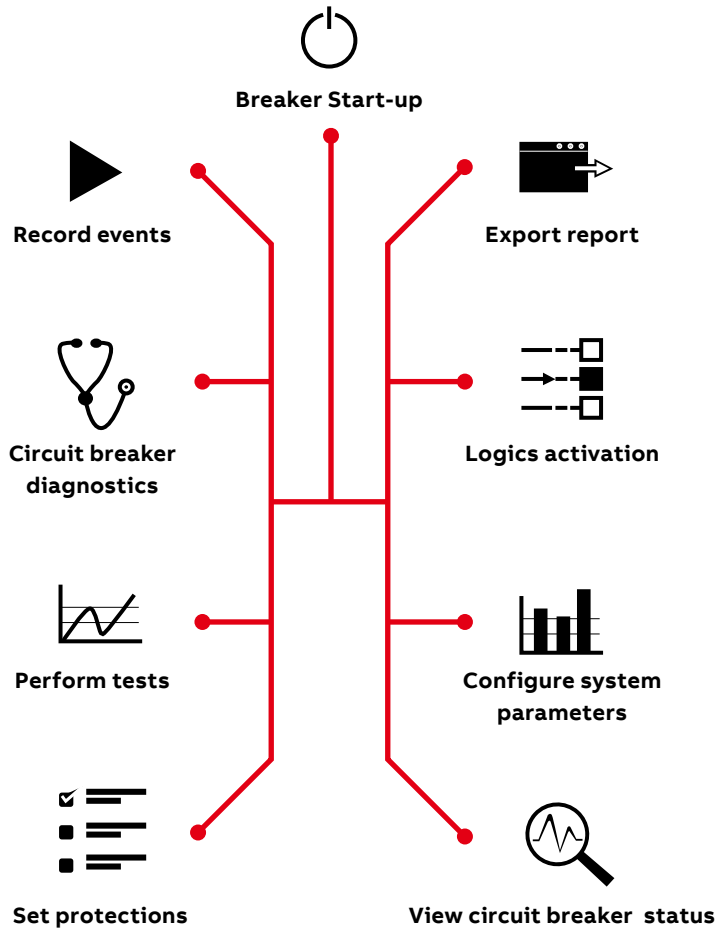 Breaker Start-up
Record events
Export report
Circuit breaker
diagnostics
Logics activation
Perform tests
Configure system
parameters
Set protections
View circuit breaker status